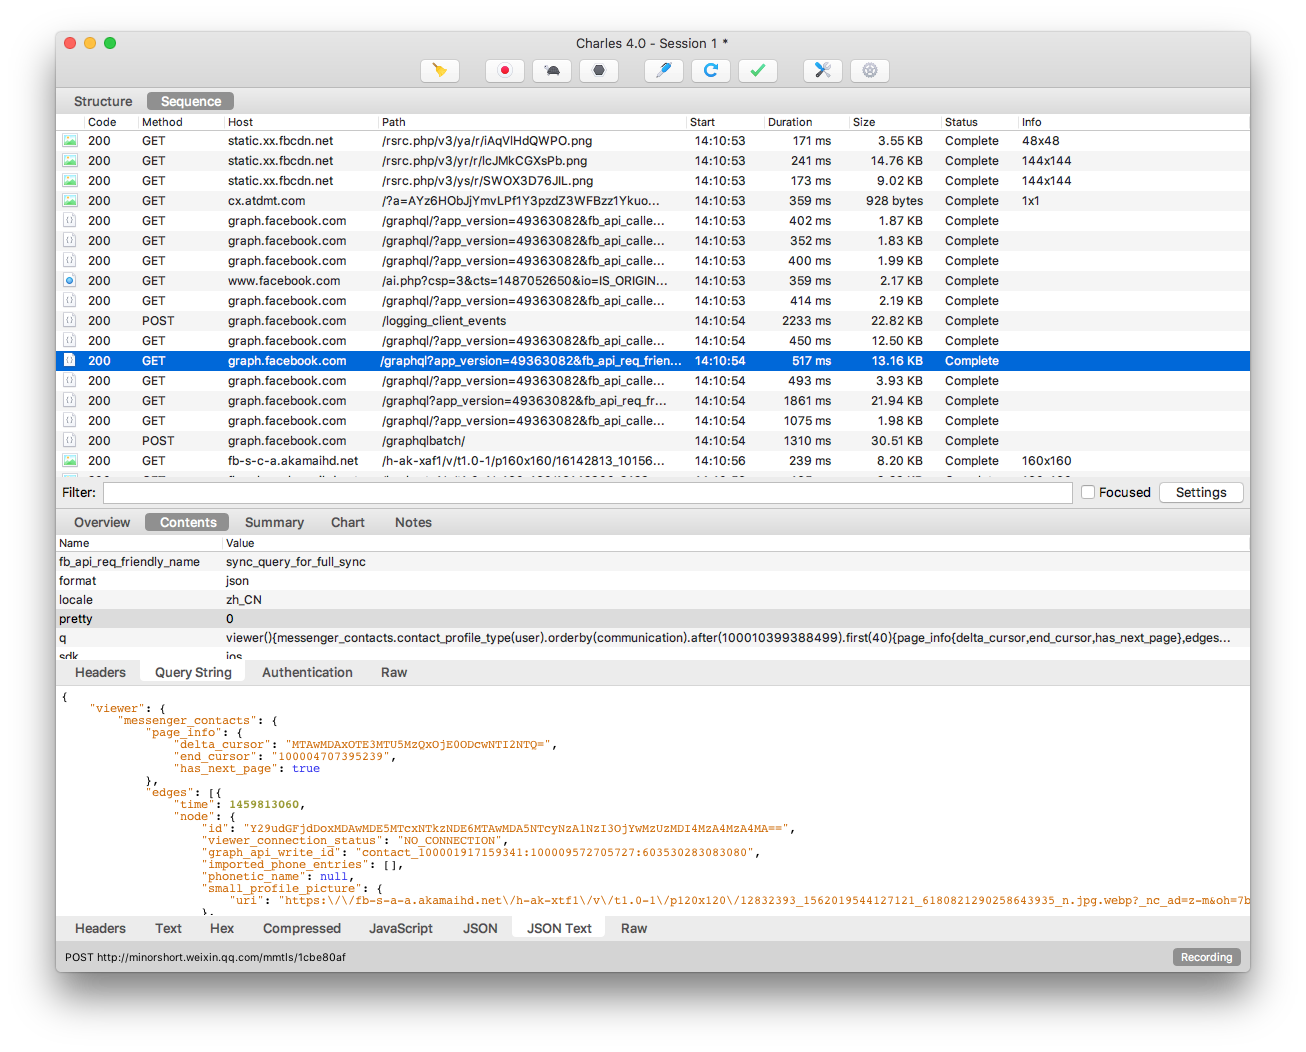 Charles 4.0 - Session 1 *
Structure Sequence
Code Method Host Path Start Duration Size Status Info
200 GET static.xx.fbcdn.net /rsrc.php/v3/ya/r/iAqVlHdQWPO.png 14:10:53 171 ms 3.55 KB Complete 48x48
200 GET static.xx.fbcdn.net /rsrc.php/v3/yr/r/lcJMkCGXsPb.png 14:10:53 241 ms 14.76 KB Complete 144x144
200 GET static.xx.fbcdn.net /rsrc.php/v3/ys/r/SWOX3D76JIL.png 14:10:53 173 ms 9.02 KB Complete 144x144
200 GET cx.atdmt.com /?a=AYz6HObJjYmvLPf1Y3pzdZ3WFBzz1Ykuo... 14:10:53 359 ms 928 bytes Complete 1x1
200 GET graph.facebook.com /graphql/?app_version=49363082&fb_api_calle... 14:10:53 402 ms 1.87 KB Complete
200 GET graph.facebook.com /graphql/?app_version=49363082&fb_api_calle... 14:10:53 352 ms 1.83 KB Complete
200 GET graph.facebook.com /graphql/?app_version=49363082&fb_api_calle... 14:10:53 400 ms 1.99 KB Complete
200 GET www.facebook.com /ai.php?csp=3&cts=1487052650&io=IS_ORIGIN... 14:10:53 359 ms 2.17 KB Complete
200 GET graph.facebook.com /graphql/?app_version=49363082&fb_api_calle... 14:10:53 414 ms 2.19 KB Complete
200 POST graph.facebook.com /logging_client_events 14:10:54 2233 ms 22.82 KB Complete
200 GET graph.facebook.com /graphql/?app_version=49363082&fb_api_calle... 14:10:54 450 ms 12.50 KB Complete
200 GET graph.facebook.com /graphql?app_version=49363082&fb_api_req_frien... 14:10:54 517 ms 13.16 KB Complete
200 GET graph.facebook.com /graphql/?app_version=49363082&fb_api_calle... 14:10:54 493 ms 3.93 KB Complete
200 GET graph.facebook.com /graphql?app_version=49363082&fb_api_req_fr... 14:10:54 1861 ms 21.94 KB Complete
200 GET graph.facebook.com /graphql/?app_version=49363082&fb_api_calle... 14:10:54 1075 ms 1.98 KB Complete
200 POST graph.facebook.com /graphqlbatch/ 14:10:54 1310 ms 30.51 KB Complete
200 GET fb-s-c-a.akamaihd.net /h-ak-xaf1/v/t1.0-1/p160x160/16142813_10156... 14:10:56 239 ms 8.20 KB Complete 160x160
Filter: Focused Settings
Overview Contents Summary Chart Notes
Name Value
fb_api_req_friendly_name sync_query_for_full_sync
format json
locale zh_CN
pretty 0
q viewer(){messenger_contacts.contact_profile_type(user).orderby(communication).after(100010399388499).first(40){page_info{delta_cursor,end_cursor,has_next_page},edges...
sdk ios
Headers Query String Authentication Raw
{
"viewer": {
"messenger_contacts": {
"page_info": {
"delta_cursor": "MTAwMDAxOTE3MTU5MzQxOjE0ODcwNTI2NTQ=",
"end_cursor": "100004707395239",
"has_next_page": true
},
"edges": [{
"time": 1459813060,
"node": {
"id": "Y29udGFjdDoxMDAwMDE5MTcxNTkzNDE6MTAwMDA5NTcyNzA1NzI3OjYwMzUzMDI4MzA4MzA4MA==",
"viewer_connection_status": "NO_CONNECTION",
"graph_api_write_id": "contact_100001917159341:100009572705727:603530283083080",
"imported_phone_entries": [],
"phonetic_name": null,
"small_profile_picture": {
"uri": "https:\/\/fb-s-a-a.akamaihd.net\/h-ak-xtf1\/v\/t1.0-1\/p120x120\/12832393_1562019544127121_6180821290258643935_n.jpg.webp?_nc_ad=z-m&oh=7b
},
Headers Text Hex Compressed JavaScript JSON JSON Text Raw
POST http://minorshort.weixin.qq.com/mmtls/1cbe80af Recording